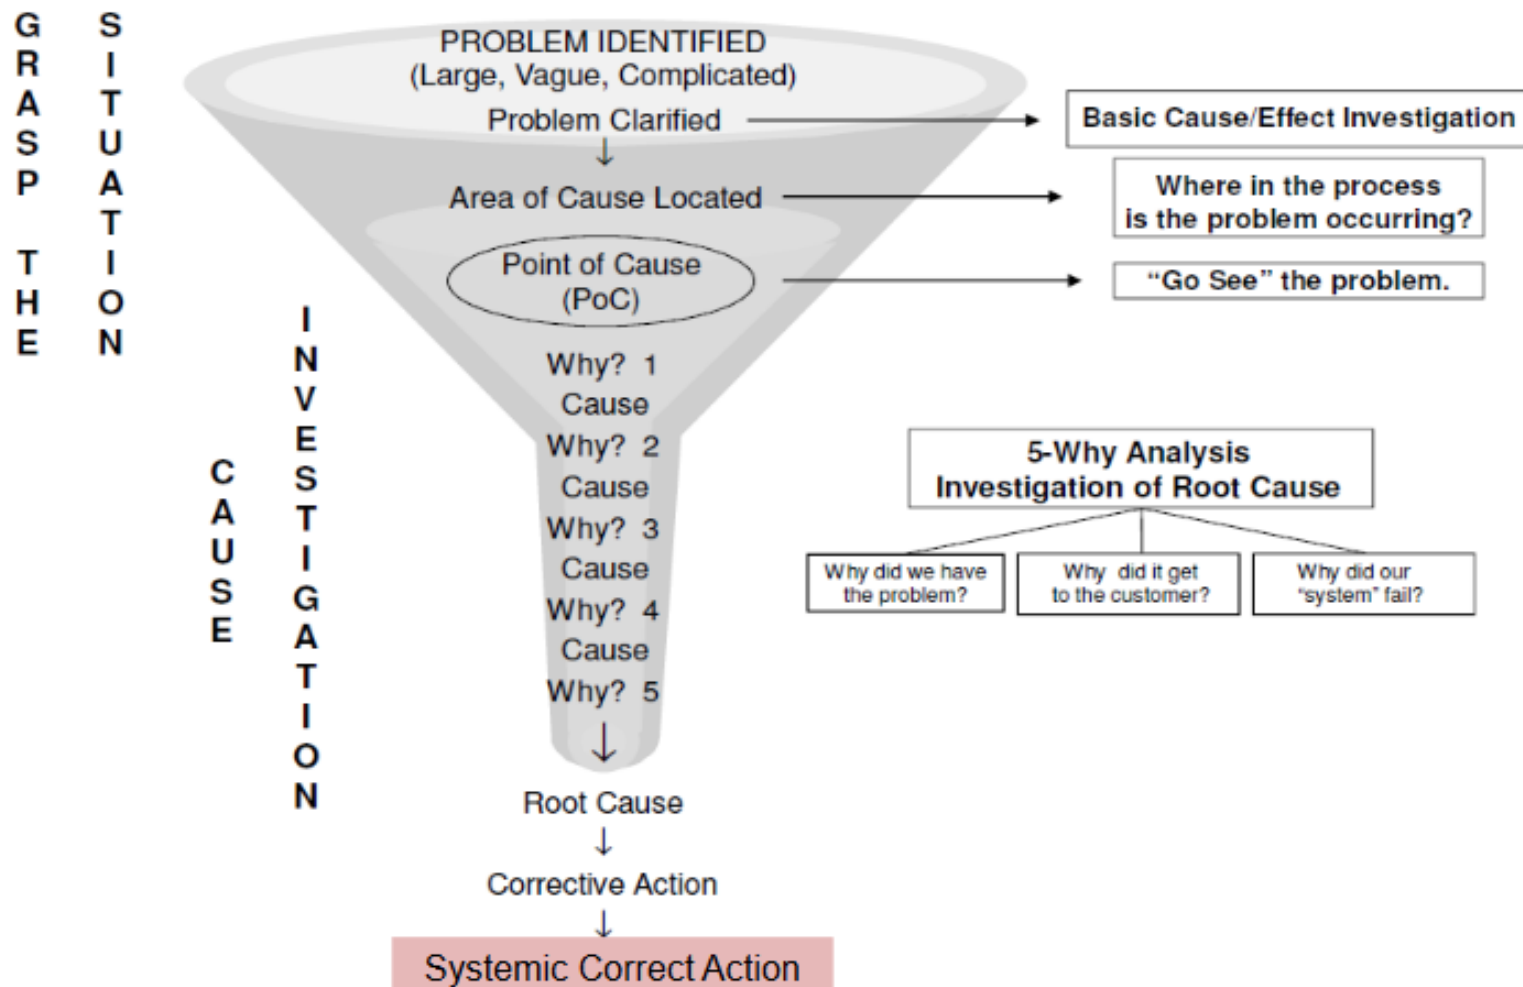 GRASP THE
SITUATION
PROBLEM IDENTIFIED
(Large, Vague, Complicated)
Problem Clarified
Basic Cause/Effect Investigation
Area of Cause Located
Where in the process
is the problem occurring?
Point of Cause
(PoC)
“Go See” the problem.
CAUSE
INVESTIGATION
Why? 1
Cause
Why? 2
Cause
Why? 3
Cause
Why? 4
Cause
Why? 5
5-Why Analysis
Investigation of Root Cause
Why did we have
the problem?
Why did it get
to the customer?
Why did our
“system” fail?
Root Cause
Corrective Action
Systemic Correct Action